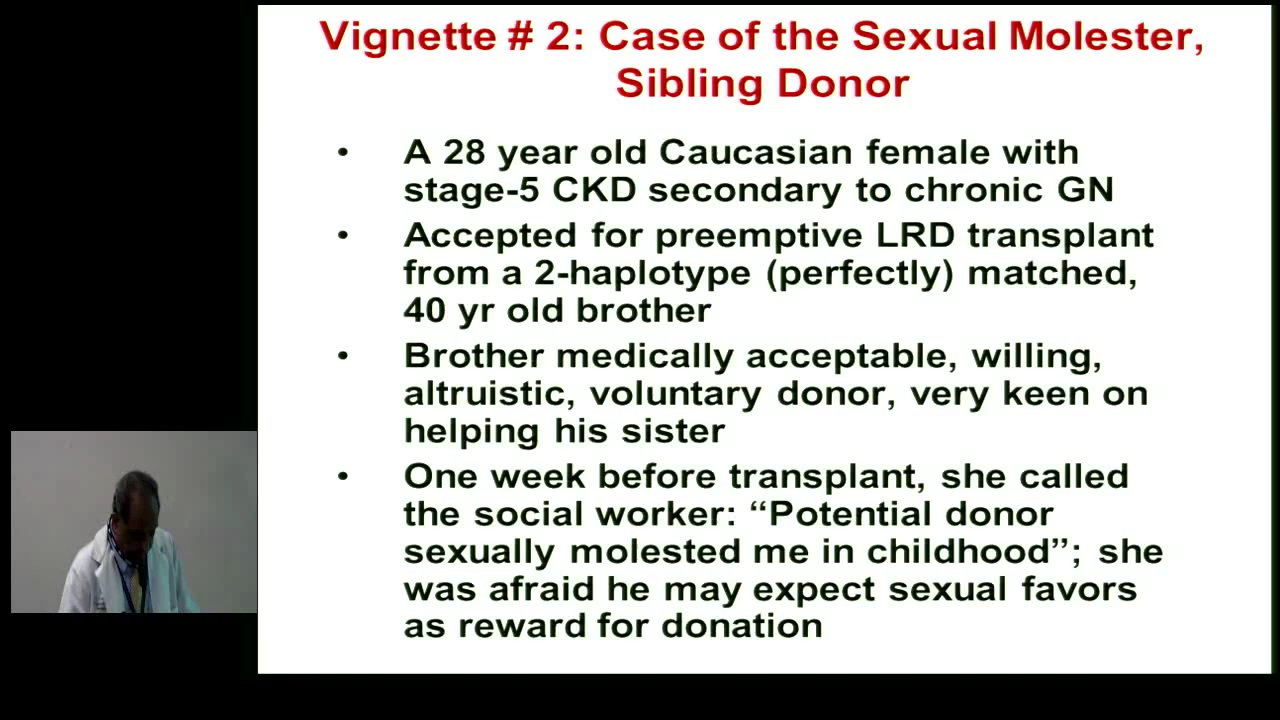 Vignette # 2: Case of the Sexual Molester,
Sibling Donor
• A 28 year old Caucasian female with
stage-5 CKD secondary to chronic GN
• Accepted for preemptive LRD transplant
from a 2-haplotype (perfectly) matched,
40 yr old brother
• Brother medically acceptable, willing,
altruistic, voluntary donor, very keen on
helping his sister
• One week before transplant, she called
the social worker: “Potential donor
sexually molested me in childhood”; she
was afraid he may expect sexual favors
as reward for donation